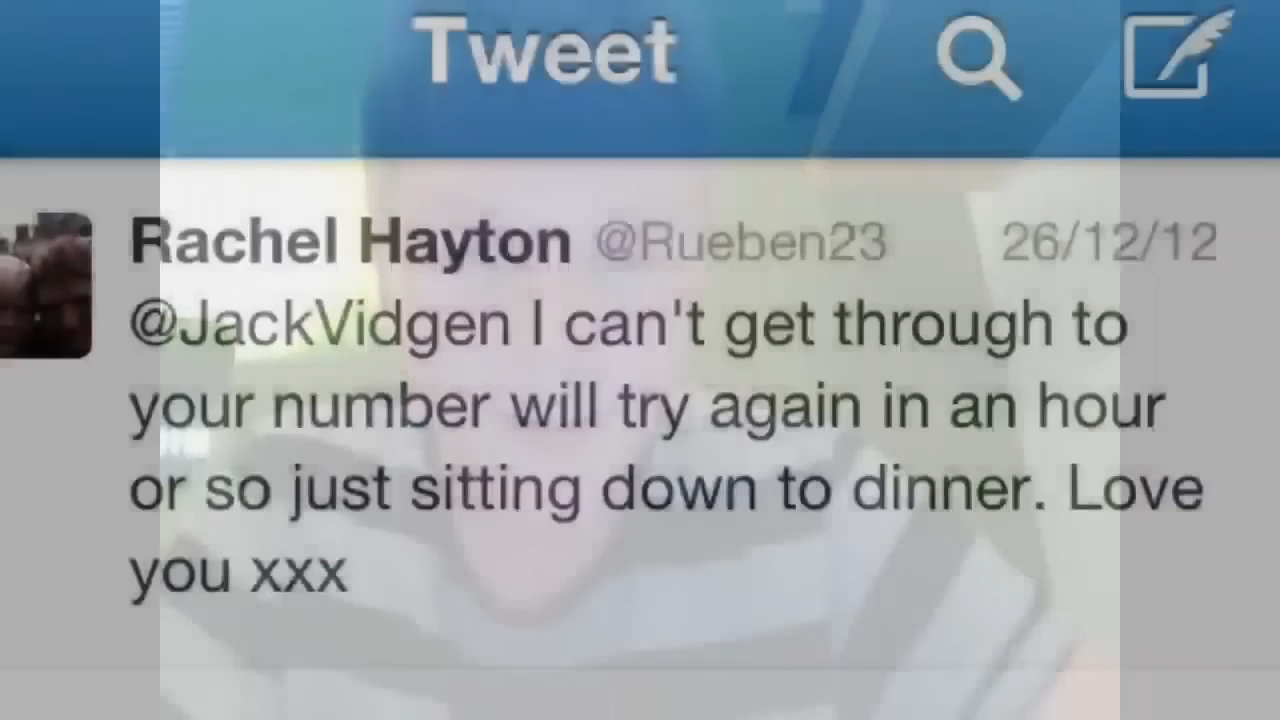 Tweet
Rachel Hayton @Rueben23 26/12/12
@JackVidgen I can't get through to
your number will try again in an hour
or so just sitting down to dinner. Love
you xxx